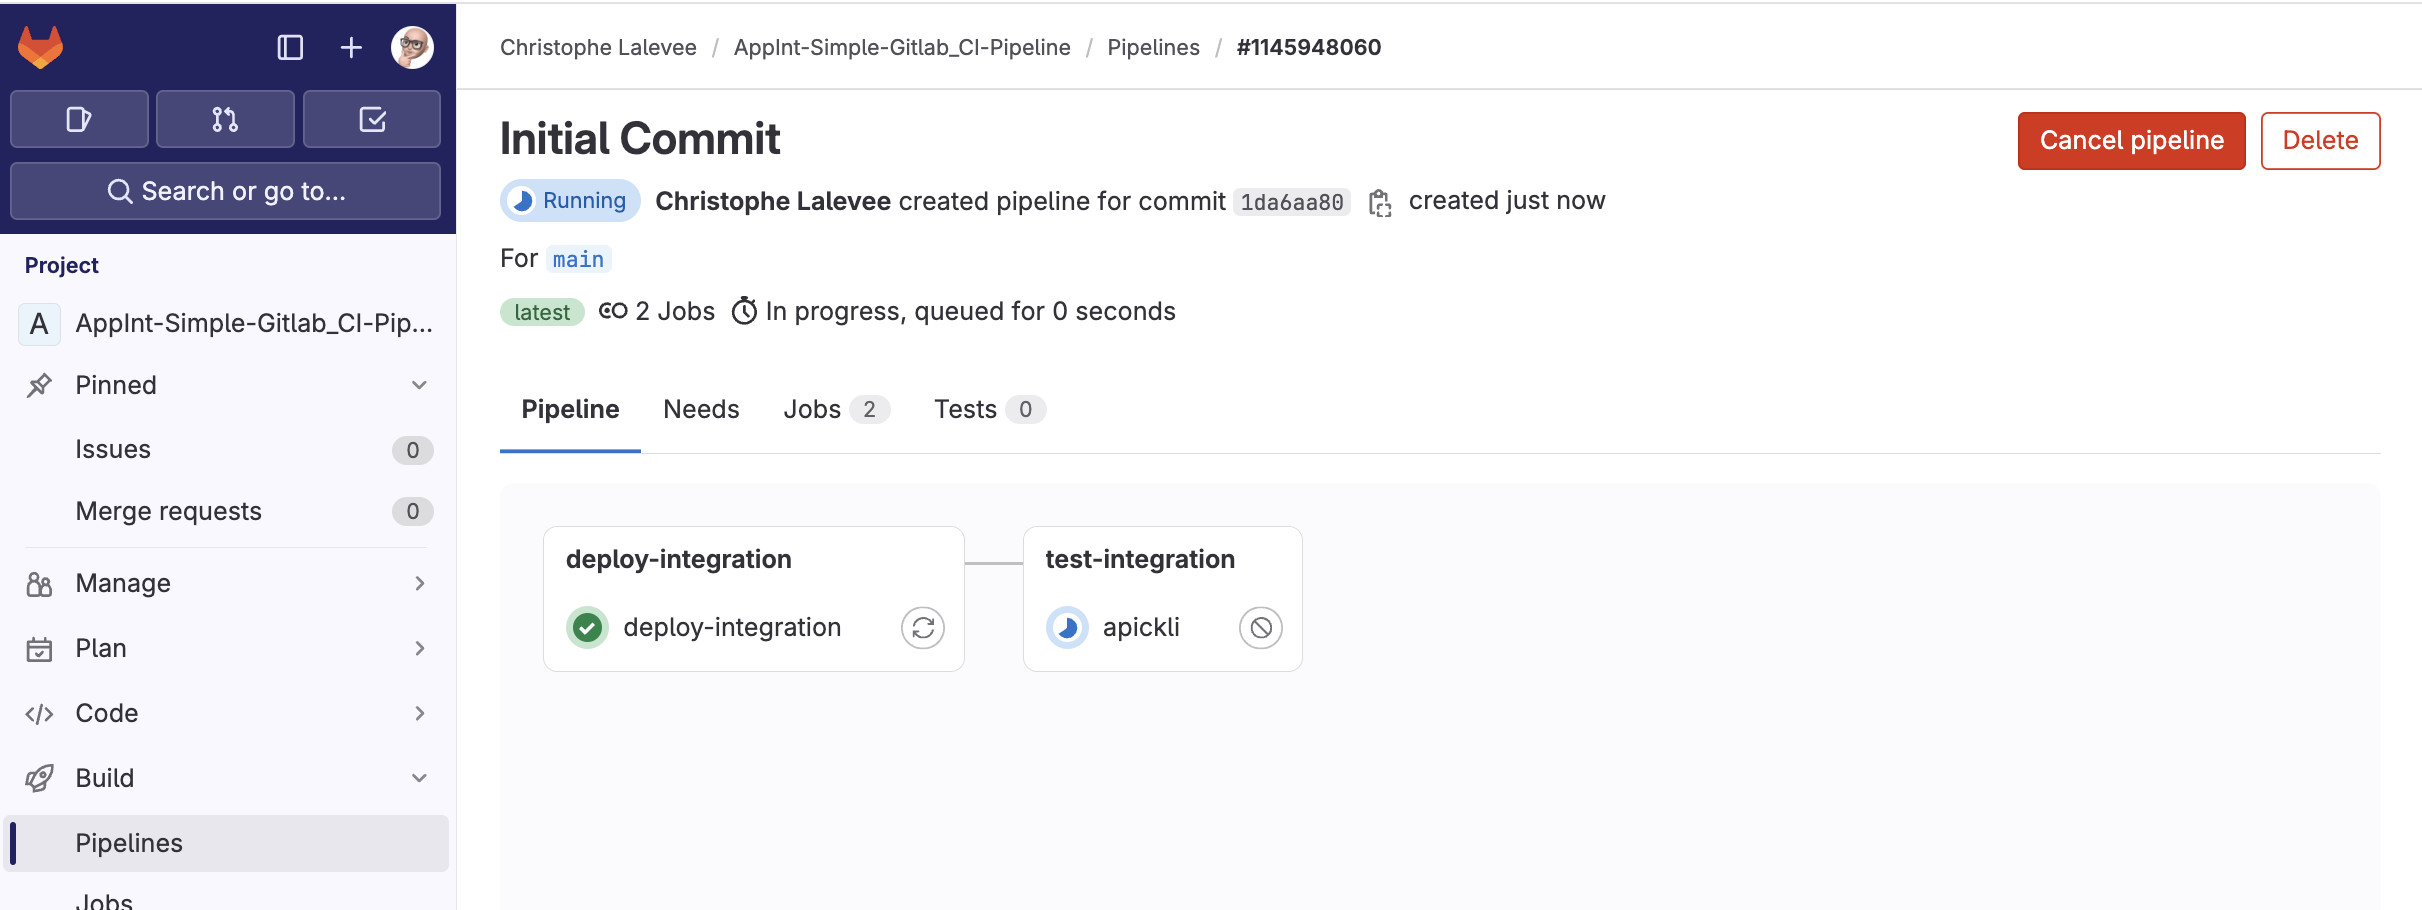 Christophe Lalevee / AppInt-Simple-Gitlab_CI-Pipeline / Pipelines / #1145948060
Search or go to...
Project
A AppInt-Simple-Gitlab_CI-Pip...
Pinned
Issues 0
Merge requests 0
Manage
Plan
Code
Build
Pipelines
Jobs
Initial Commit
Cancel pipeline Delete
Running Christophe Lalevee created pipeline for commit 1da6aa80 created just now
For main
latest 2 Jobs In progress, queued for 0 seconds
Pipeline Needs Jobs 2 Tests 0
deploy-integration
deploy-integration
test-integration
apickli